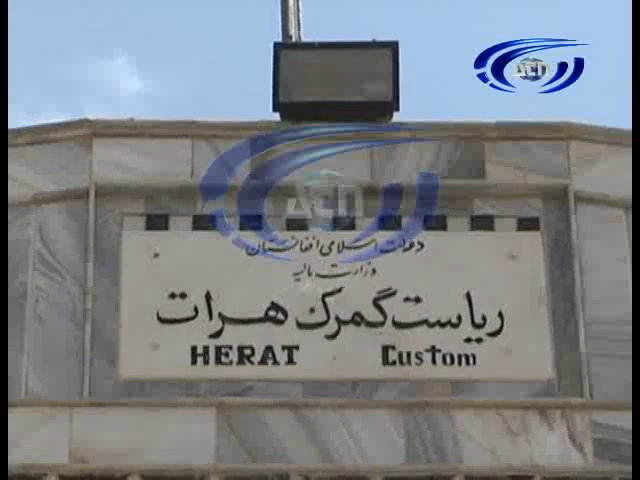 دولت اسلامی افغانستان
وزارت مالیه
ریاست گمرک هرات
HERAT Custom